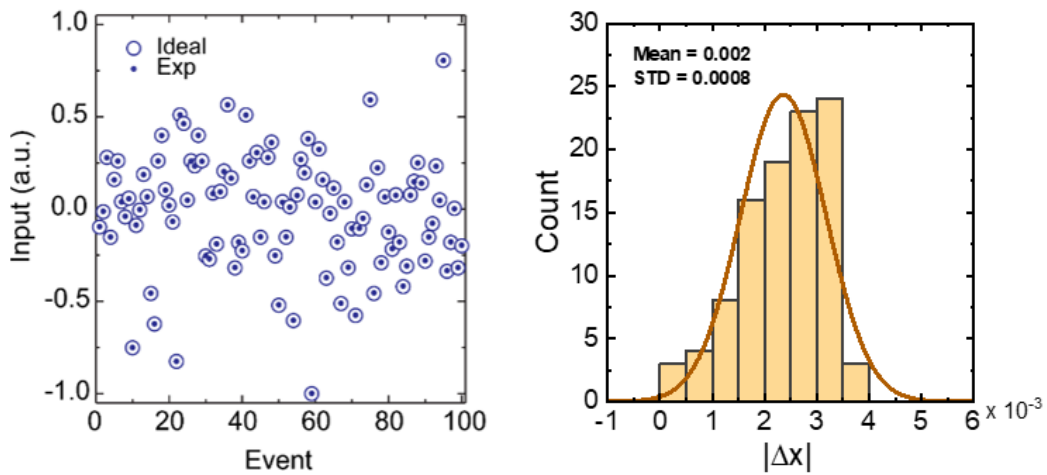 1.0
0.5
0.0
-0.5
-1.0
Input (a.u.)
Ideal
Exp
0 20 40 60 80 100
Event
30
25
20
15
10
5
0
Count
Mean = 0.002
STD = 0.0008
-1 0 1 2 3 4 5 6 x 10-3
|Δx|